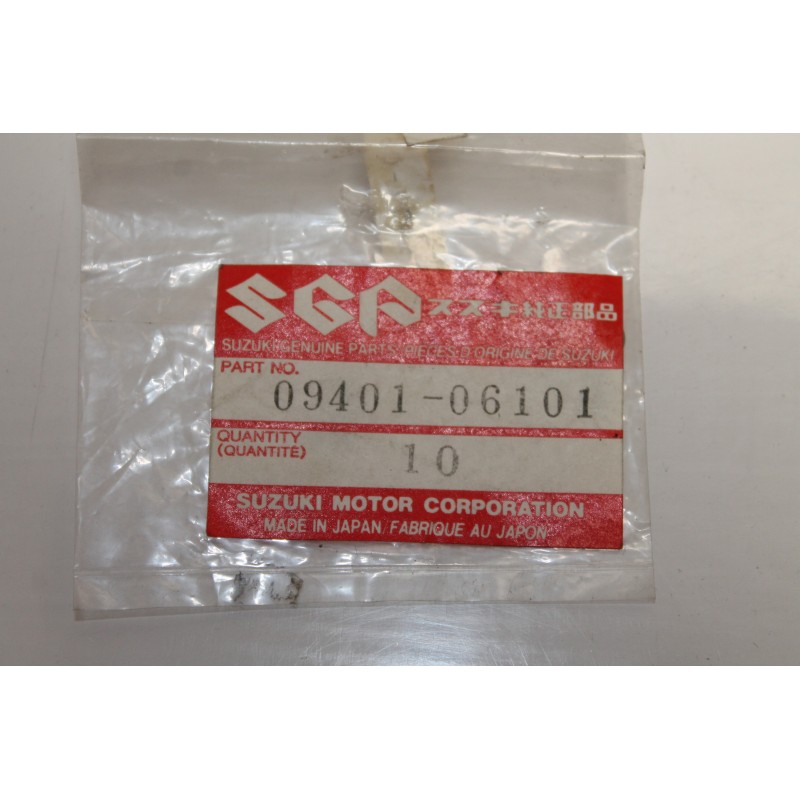 SGP スズキ純正部品
SUZUKI GENUINE PARTS, PIECES D'ORIGINE DE SUZUKI
PART NO.
09401-06101
QUANTITY
(QUANTITÉ)
10
SUZUKI MOTOR CORPORATION
MADE IN JAPAN/FABRIQUE AU JAPON